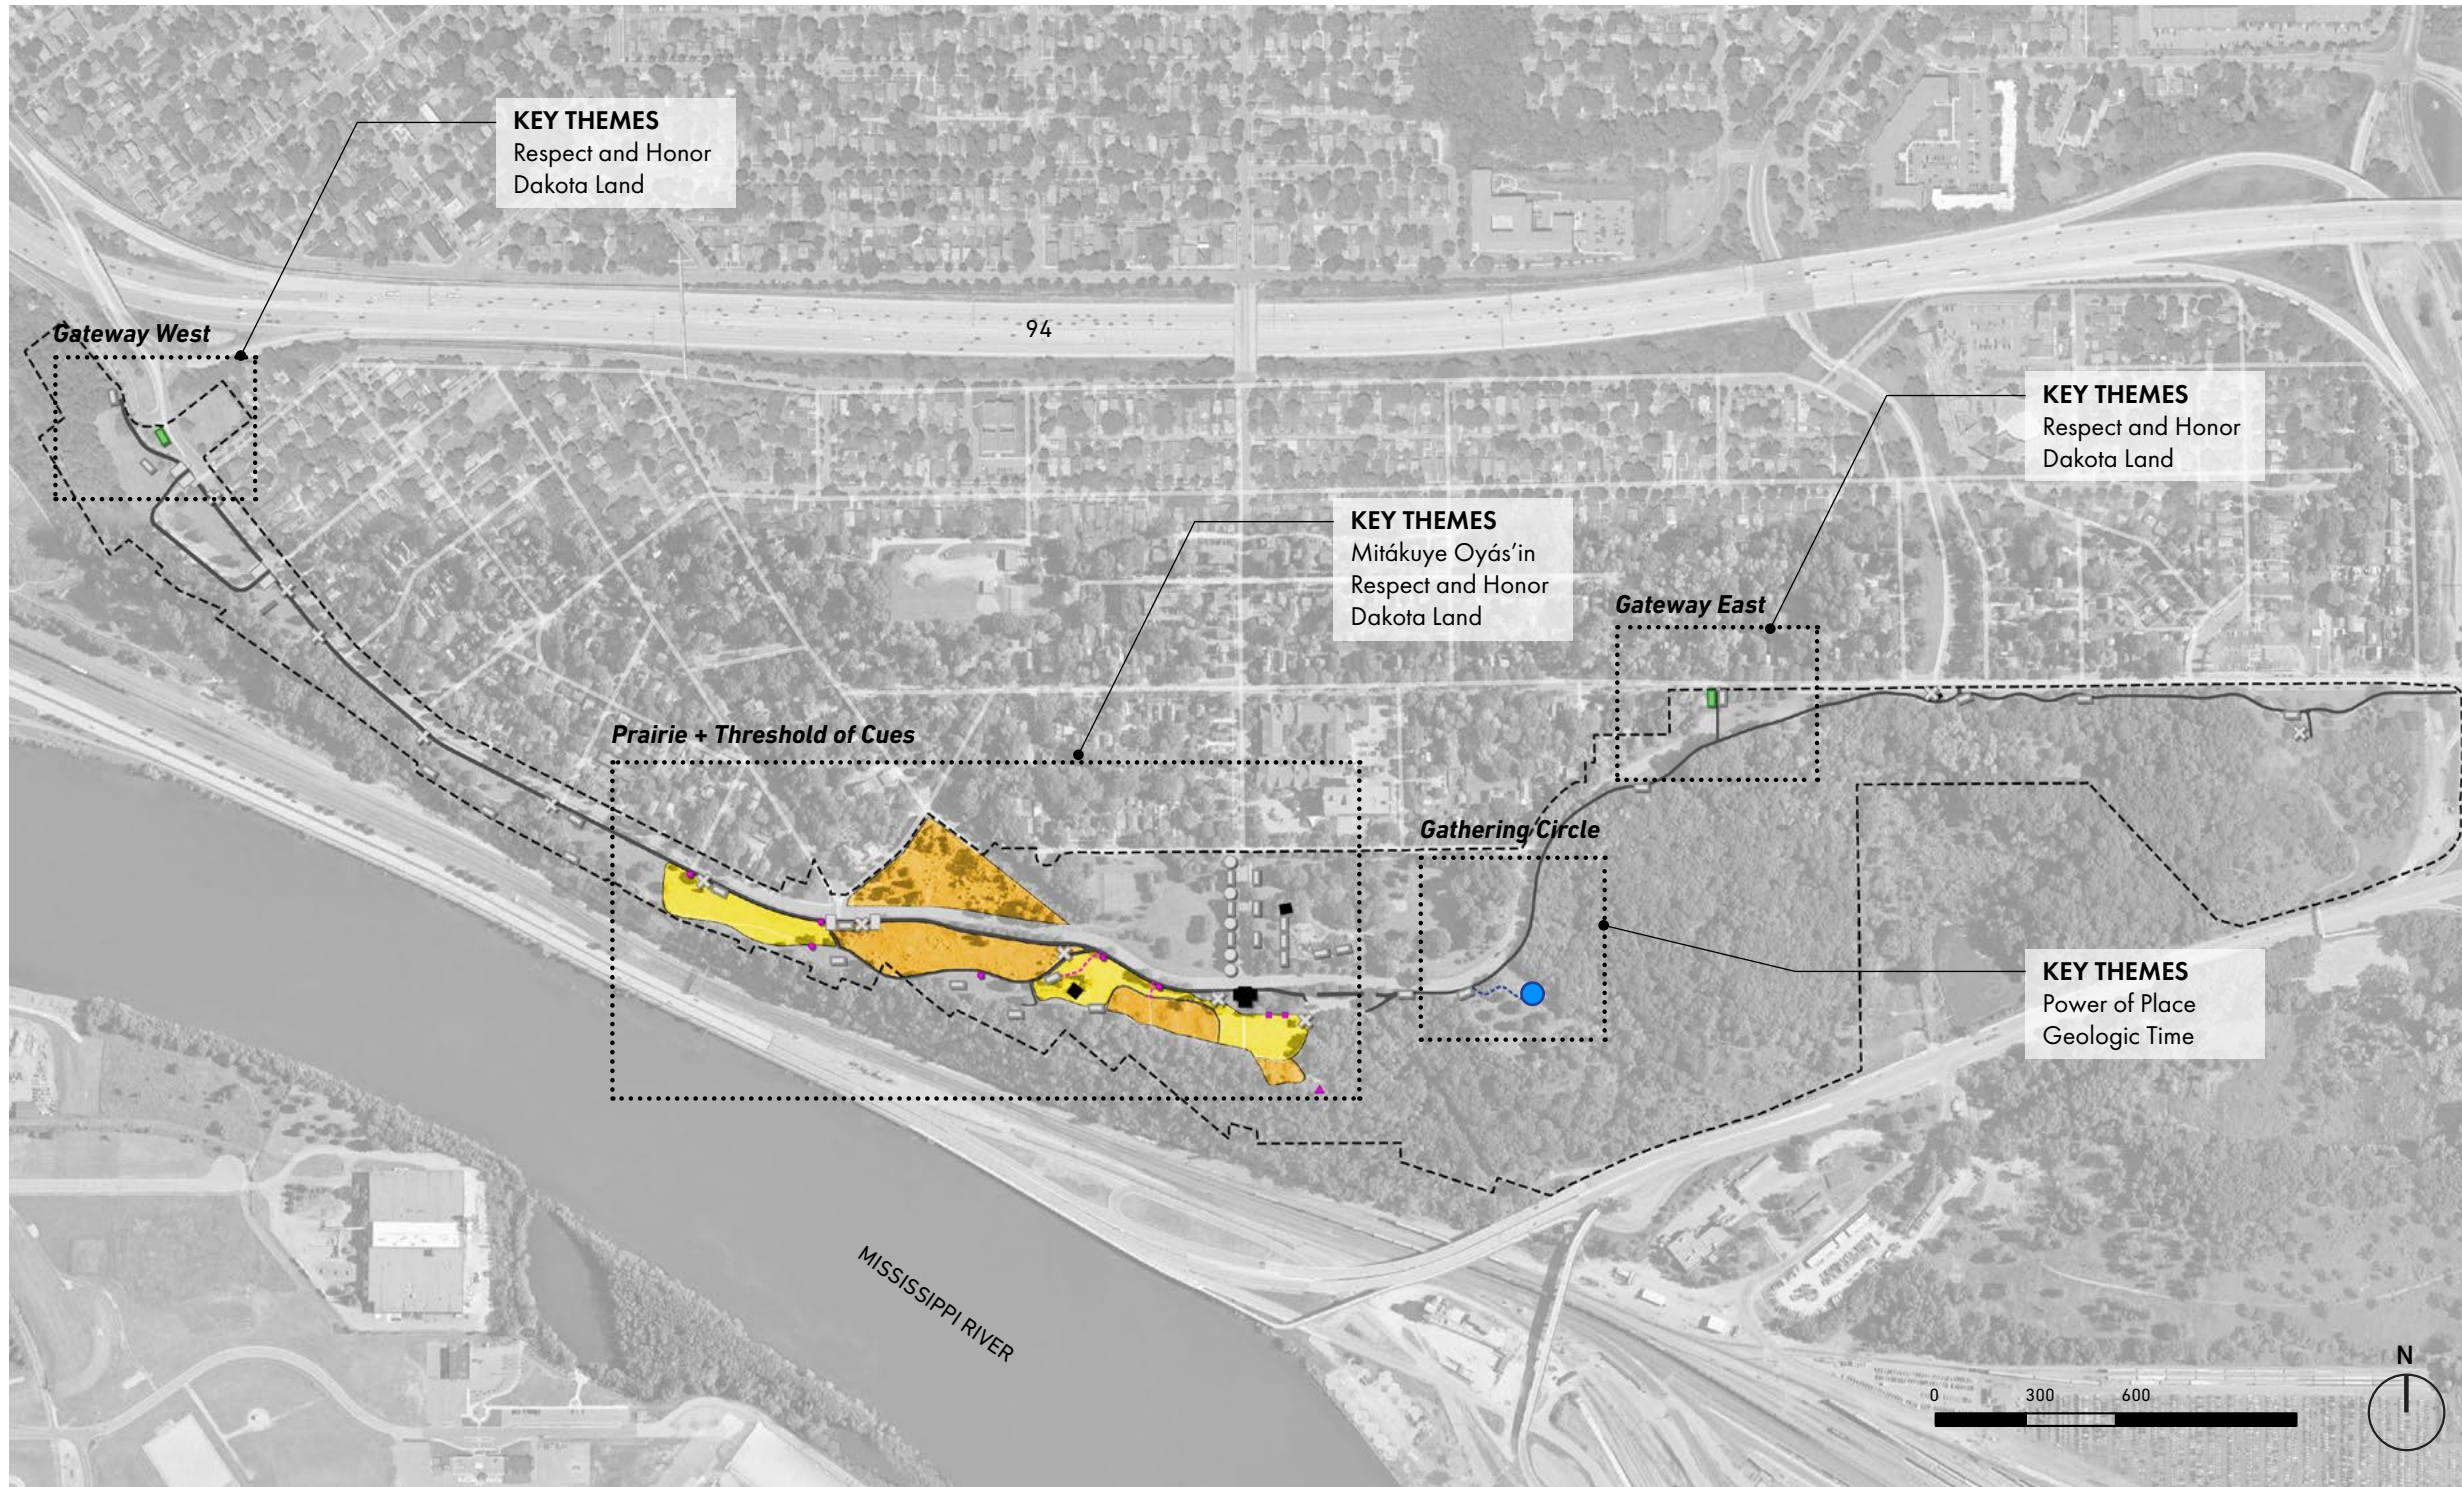 KEY THEMES
Respect and Honor
Dakota Land
Gateway West
94
KEY THEMES
Respect and Honor
Dakota Land
KEY THEMES
Mitákuye Oyás’in
Respect and Honor
Dakota Land
Gateway East
Prairie + Threshold of Cues
Gathering Circle
KEY THEMES
Power of Place
Geologic Time
MISSISSIPPI RIVER
N
0 300 600